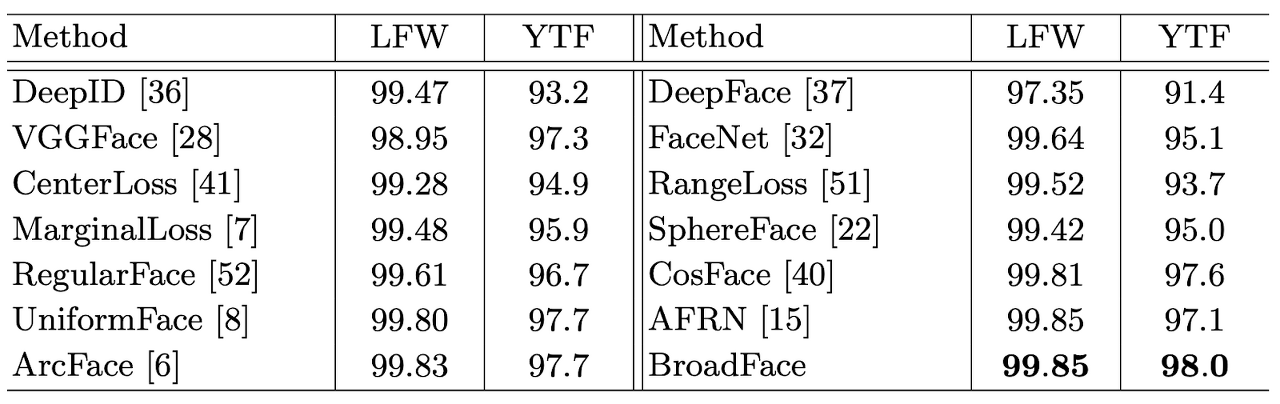 Method LFW YTF Method LFW YTF
DeepID [36] 99.47 93.2 DeepFace [37] 97.35 91.4
VGGFace [28] 98.95 97.3 FaceNet [32] 99.64 95.1
CenterLoss [41] 99.28 94.9 RangeLoss [51] 99.52 93.7
MarginalLoss [7] 99.48 95.9 SphereFace [22] 99.42 95.0
RegularFace [52] 99.61 96.7 CosFace [40] 99.81 97.6
UniformFace [8] 99.80 97.7 AFRN [15] 99.85 97.1
ArcFace [6] 99.83 97.7 BroadFace 99.85 98.0